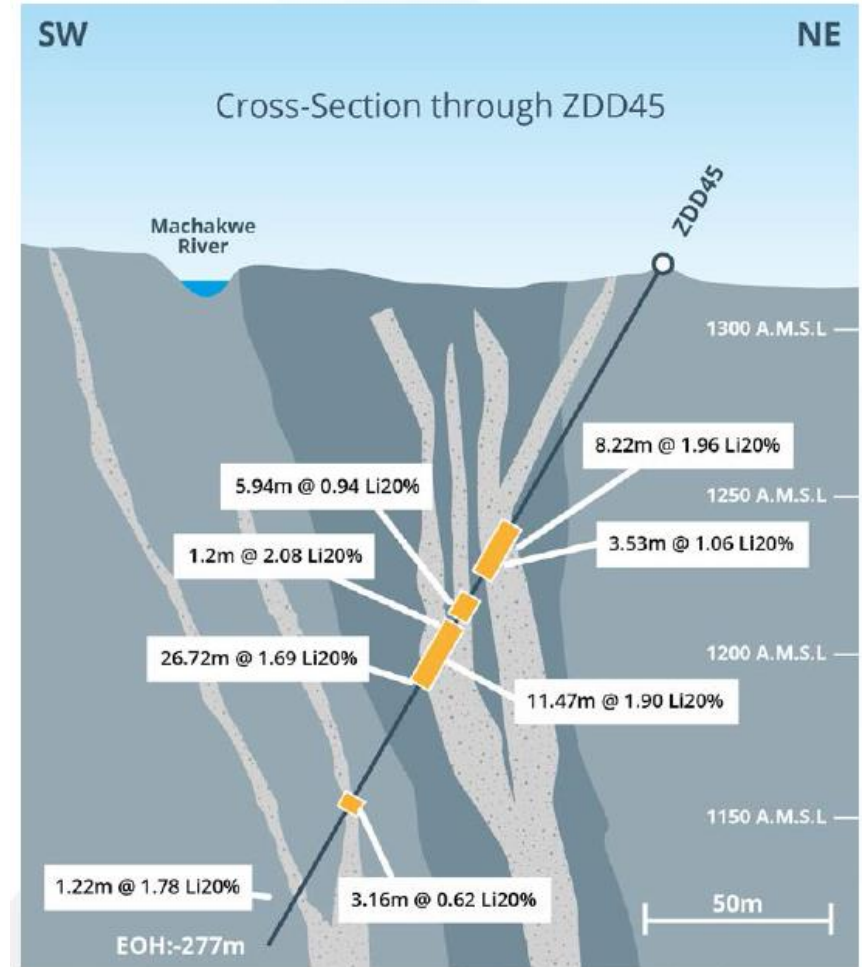 SW
NE
Cross-Section through ZDD45
ZDD45
Machakwe
River
1300 A.M.S.L
8.22m @ 1.96 Li20%
5.94m @ 0.94 Li20%
1250 A.M.S.L
3.53m @ 1.06 Li20%
1.2m @ 2.08 Li20%
26.72m @ 1.69 Li20%
1200 A.M.S.L
11.47m @ 1.90 Li20%
1150 A.M.S.L
1.22m @ 1.78 Li20%
3.16m @ 0.62 Li20%
50m
EOH:-277m